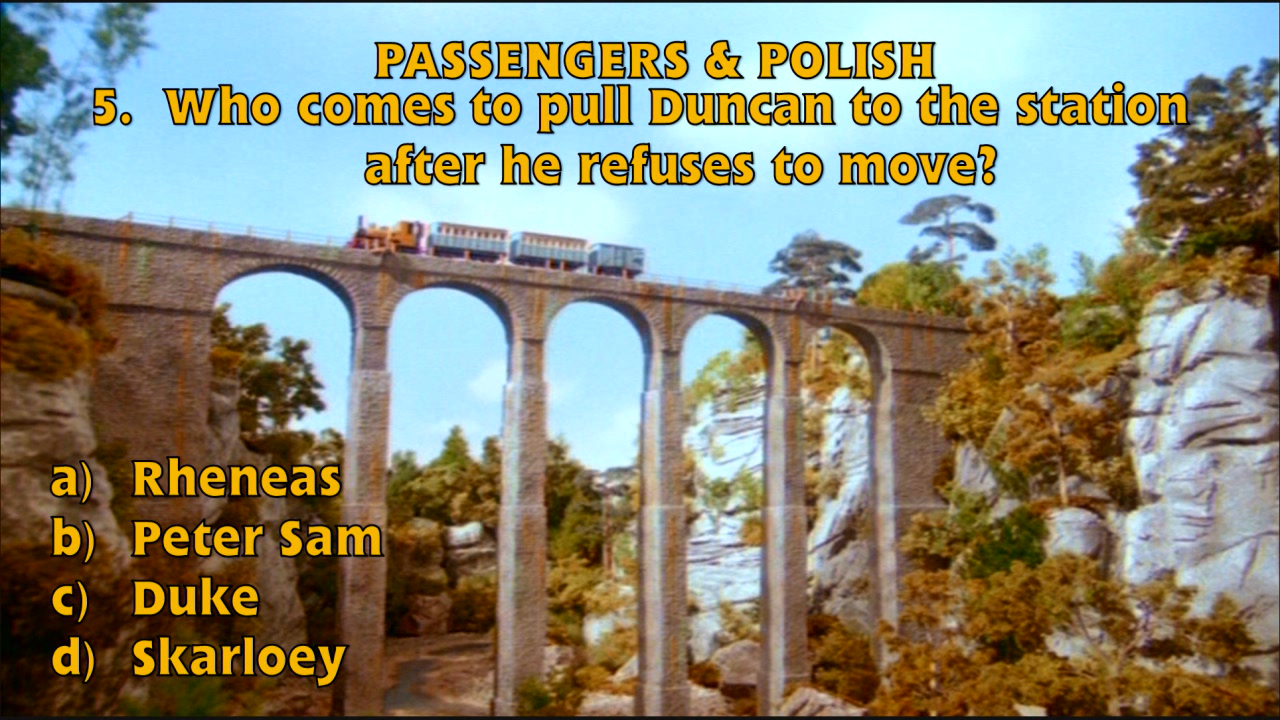 PASSENGERS & POLISH
5. Who comes to pull Duncan to the station
after he refuses to move?
a) Rheneas
b) Peter Sam
c) Duke
d) Skarloey